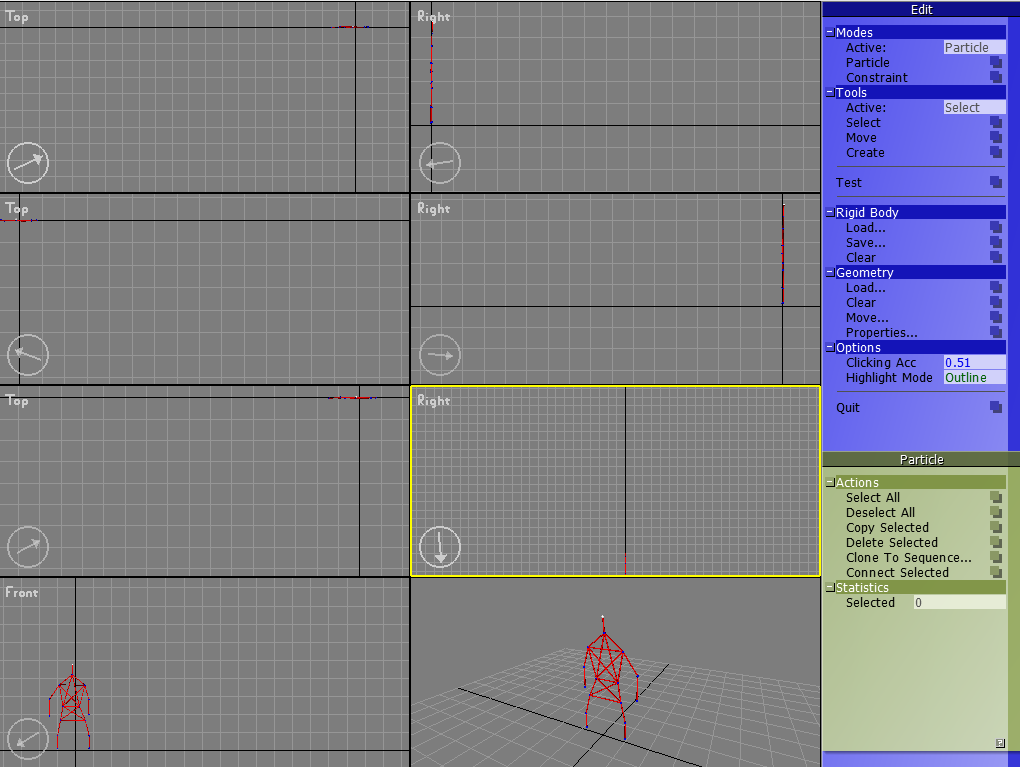 Top
Right
Top
Right
Top
Right
Front
Edit
Modes
Active: Particle
Particle
Constraint
Tools
Active: Select
Select
Move
Create
Test
Rigid Body
Load...
Save...
Clear
Geometry
Load...
Clear
Move...
Properties...
Options
Clicking Acc 0.51
Highlight Mode Outline
Quit
Particle
Actions
Select All
Deselect All
Copy Selected
Delete Selected
Clone To Sequence...
Connect Selected
Statistics
Selected 0